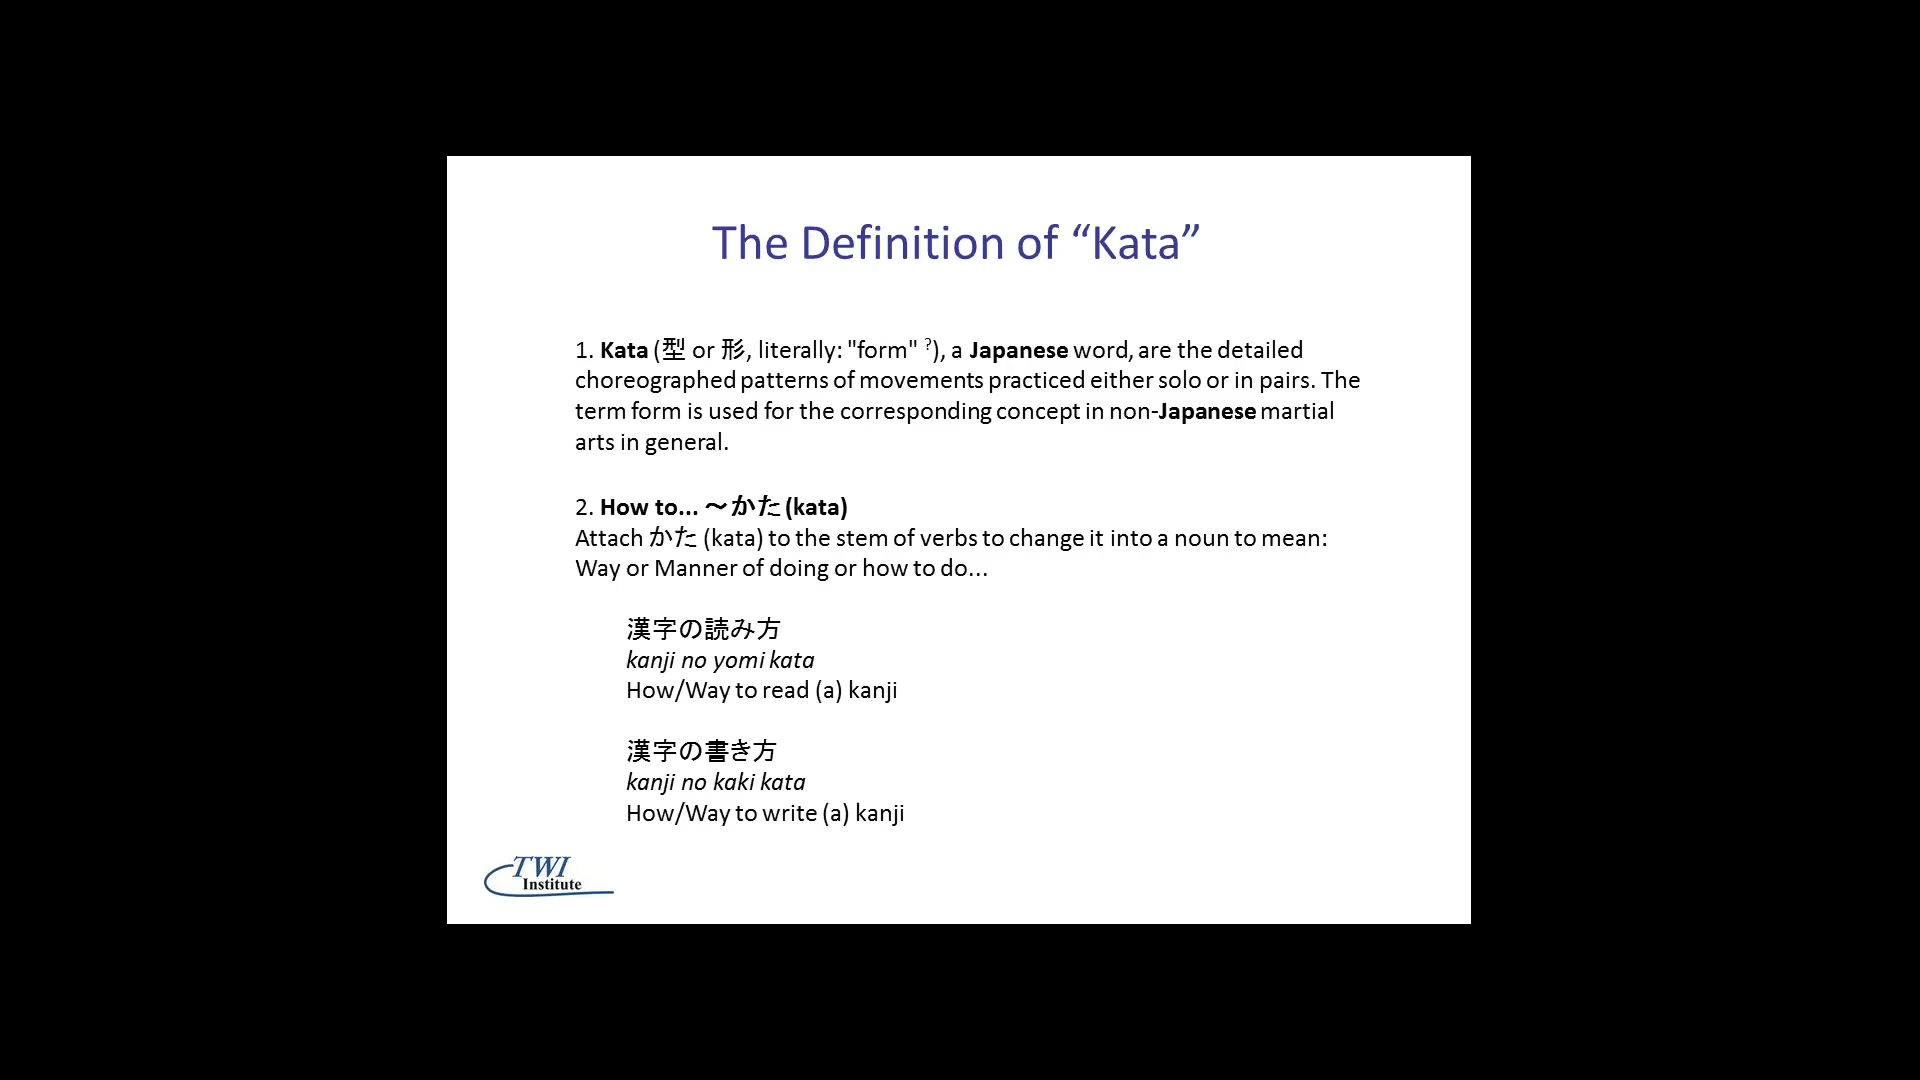 The Definition of “Kata”
1. Kata (型 or 形, literally: "form" ?), a Japanese word, are the detailed
choreographed patterns of movements practiced either solo or in pairs. The
term form is used for the corresponding concept in non-Japanese martial
arts in general.
2. How to... ～かた (kata)
Attach かた (kata) to the stem of verbs to change it into a noun to mean:
Way or Manner of doing or how to do...
漢字の読み方
kanji no yomi kata
How/Way to read (a) kanji
漢字の書き方
kanji no kaki kata
How/Way to write (a) kanji
TWI
Institute